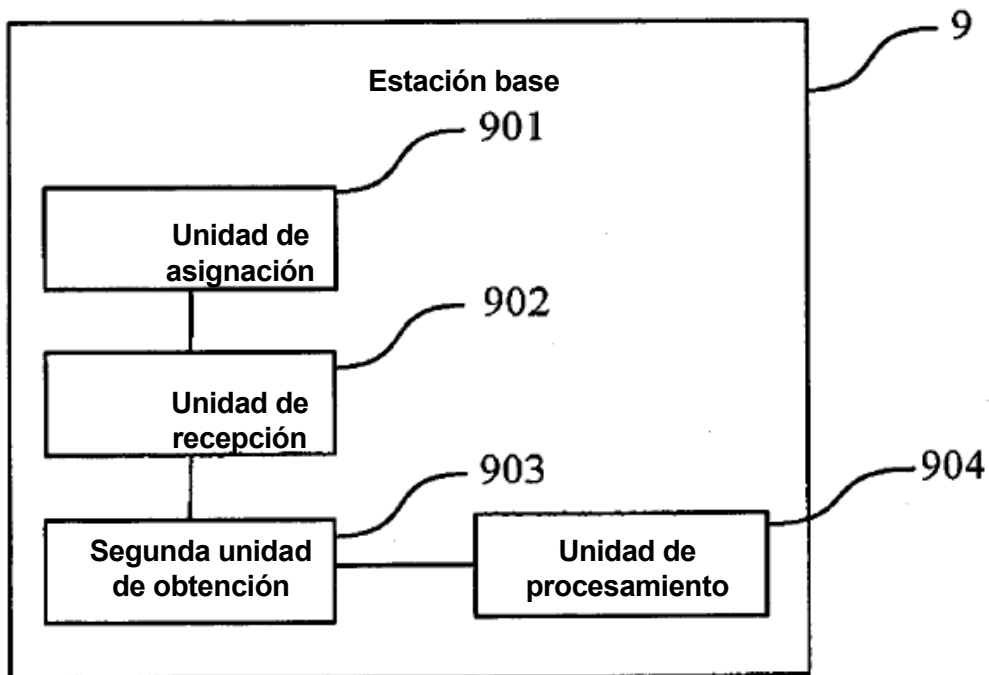 9
Estación base
901
Unidad de
asignación
902
Unidad de
recepción
903
Segunda unidad
de obtención
904
Unidad de
procesamiento